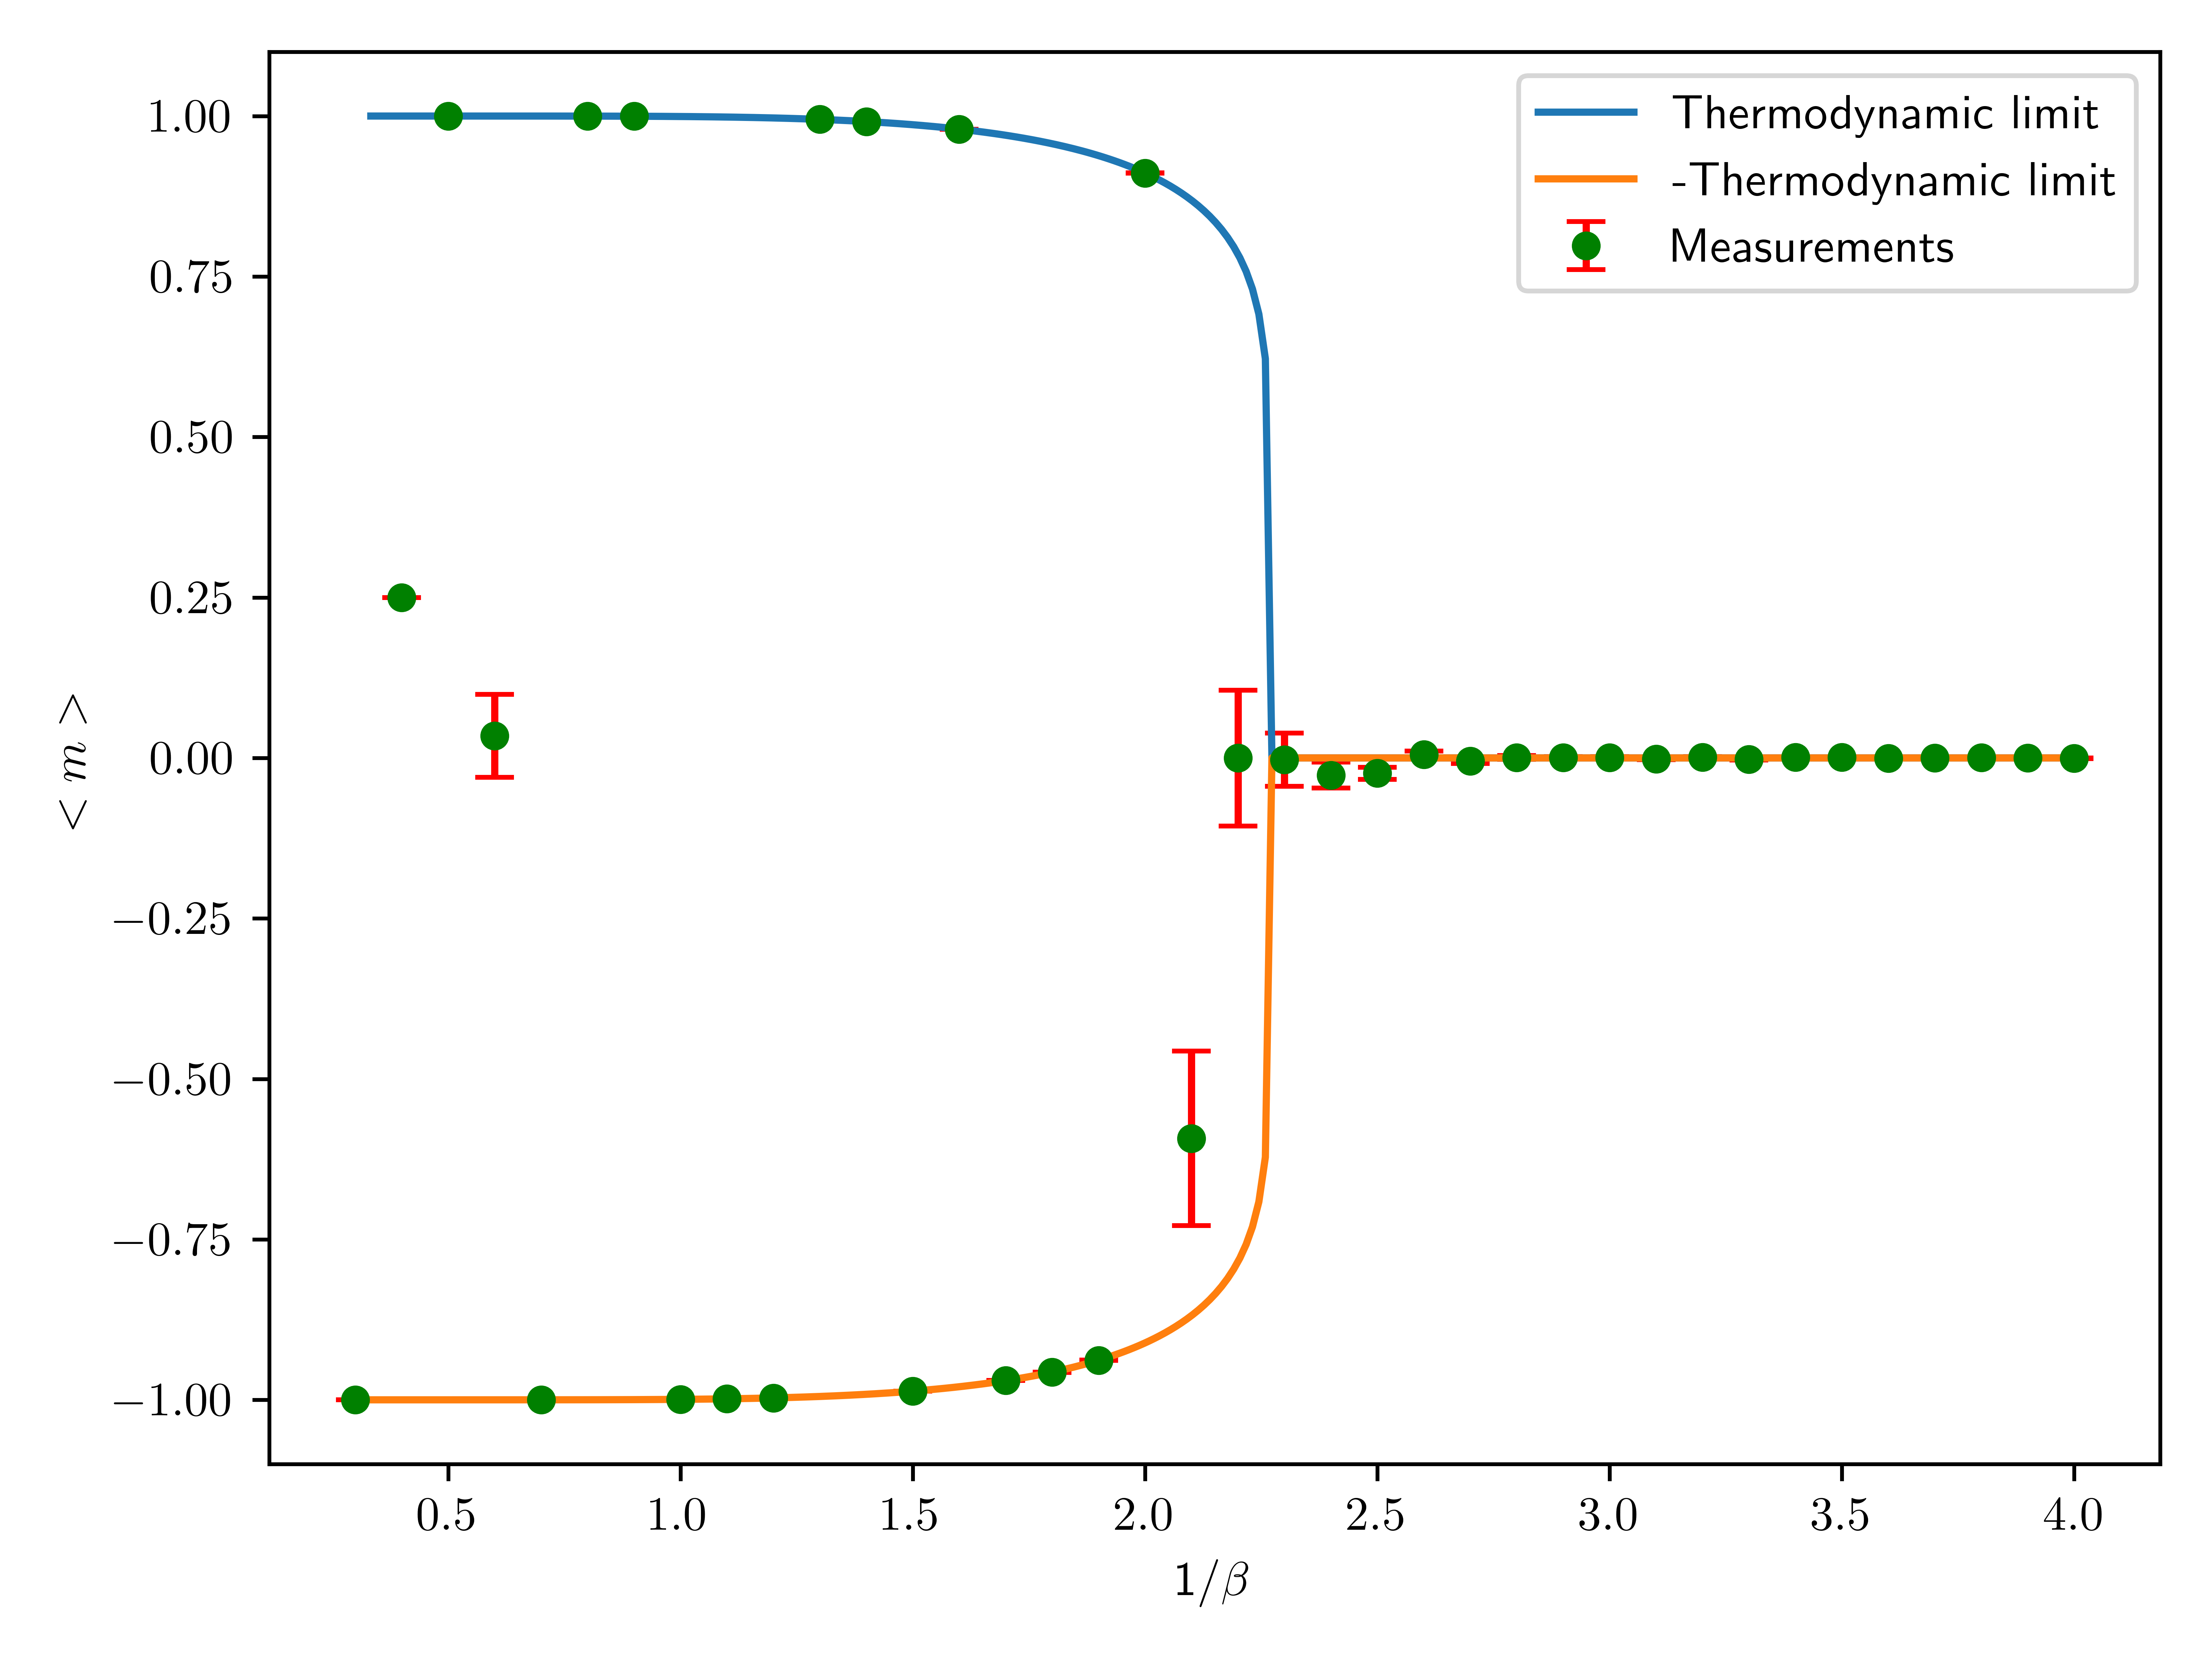 Thermodynamic limit
-Thermodynamic limit
Measurements
1.00
0.75
0.50
0.25
0.00
−0.25
−0.50
−0.75
−1.00
< m >
0.5 1.0 1.5 2.0 2.5 3.0 3.5 4.0
1/β